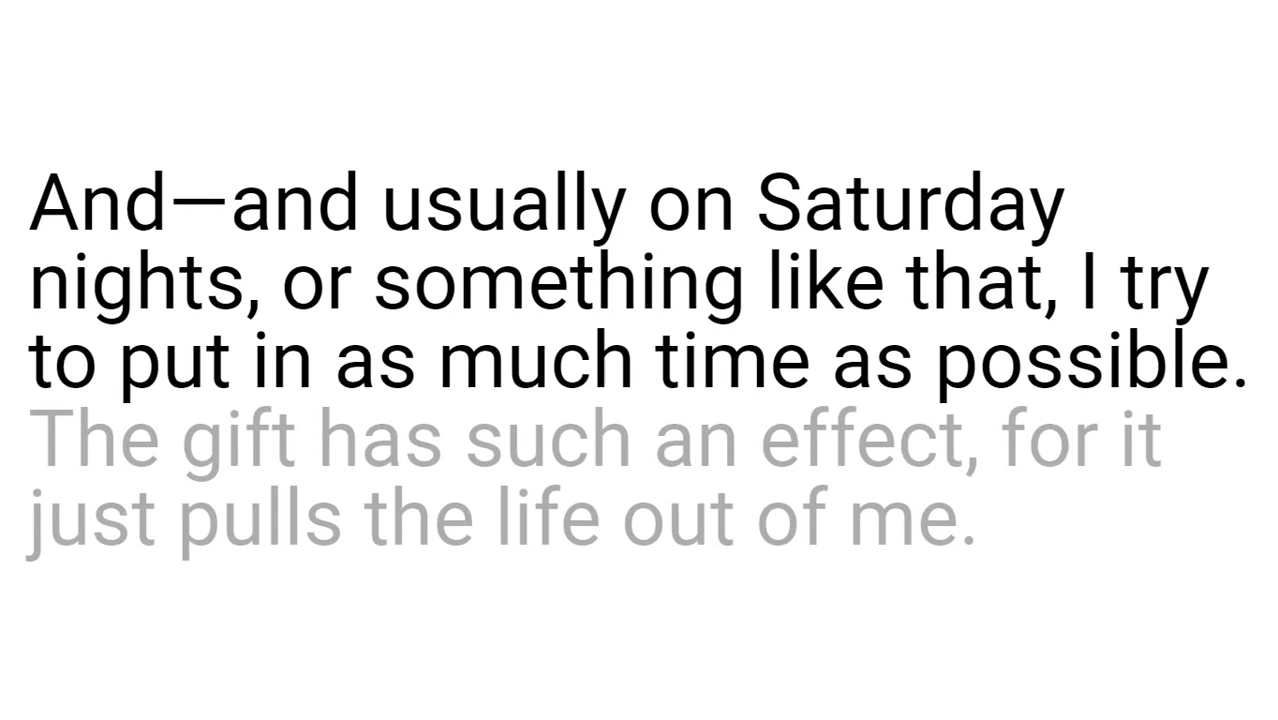 And—and usually on Saturday
nights, or something like that, I try
to put in as much time as possible.
The gift has such an effect, for it
just pulls the life out of me.